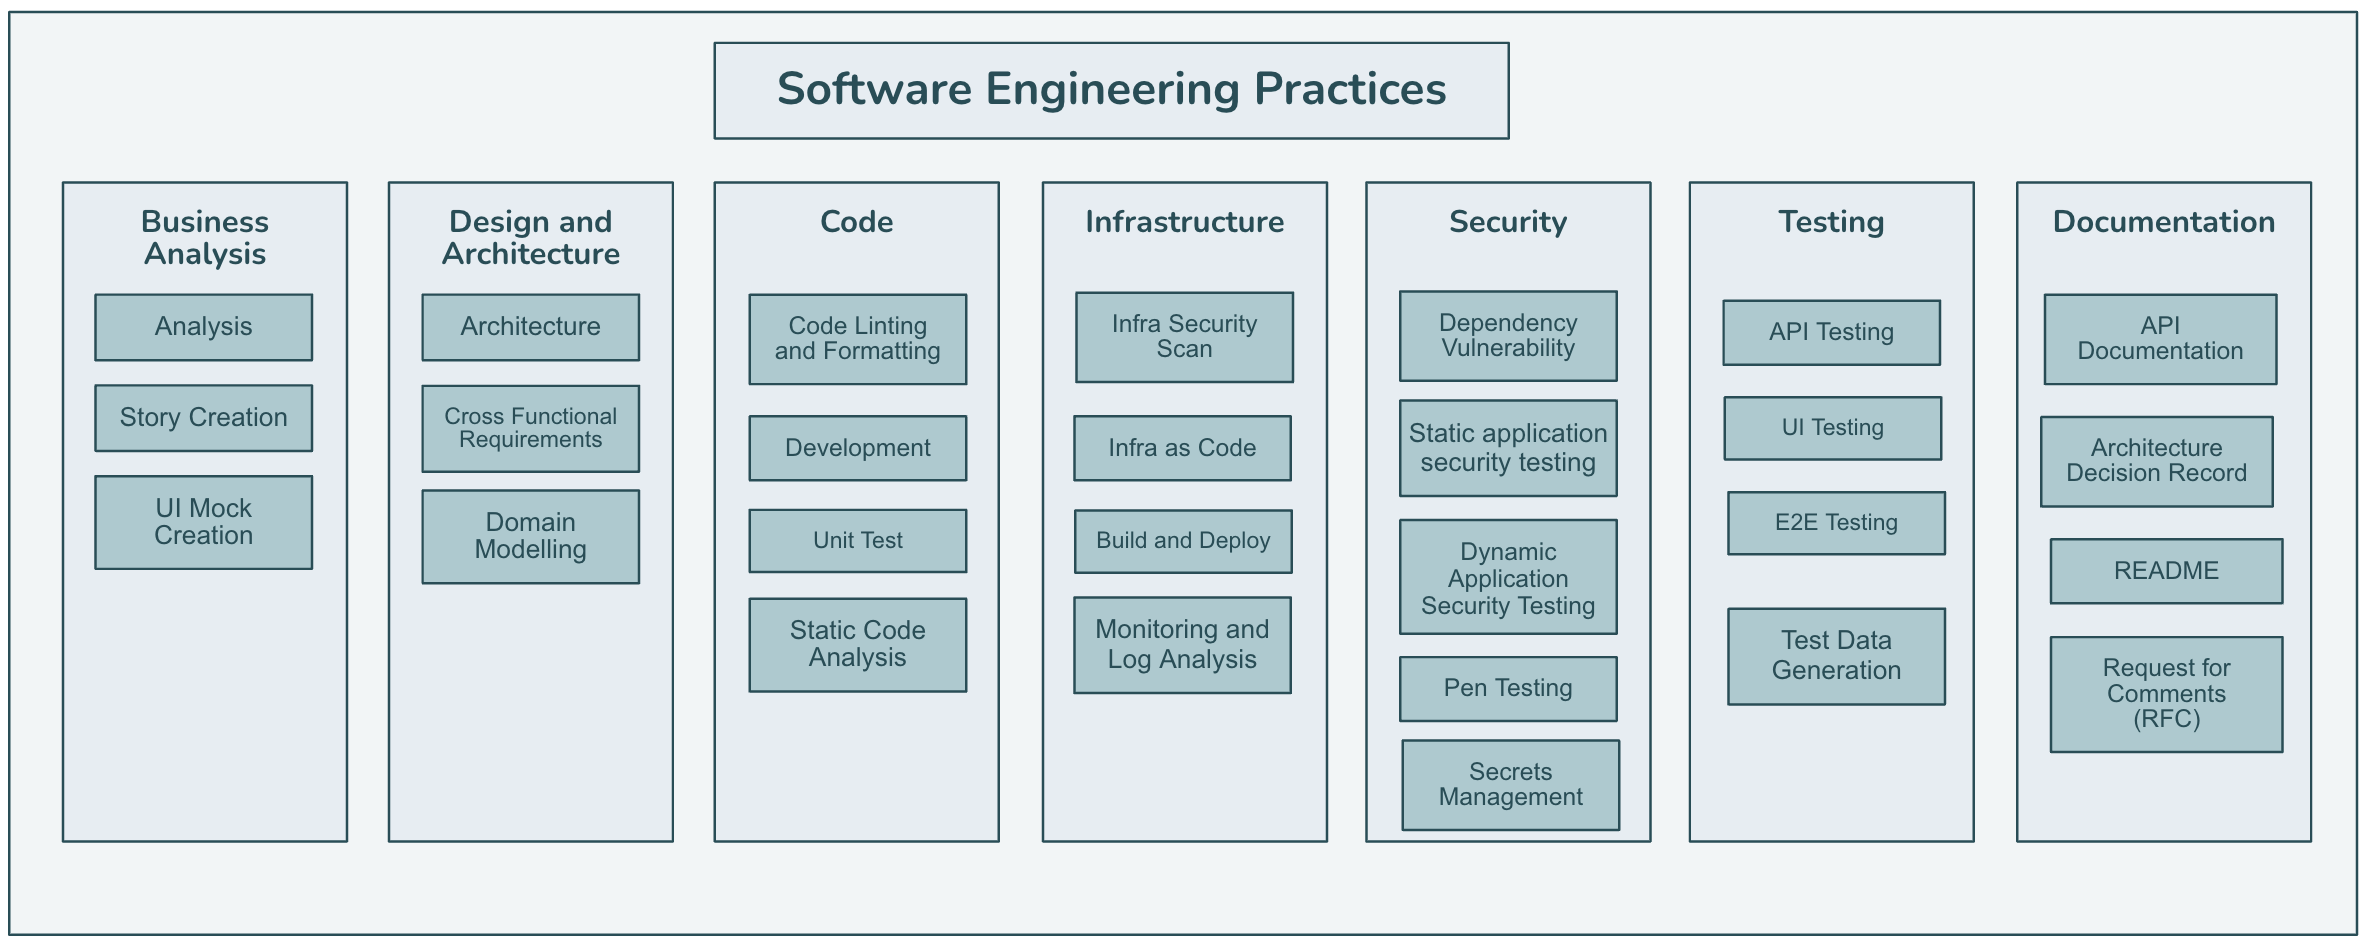 Software Engineering Practices
Business
Analysis
Analysis
Story Creation
UI Mock
Creation
Design and
Architecture
Architecture
Cross Functional
Requirements
Domain
Modelling
Code
Code Linting
and Formatting
Development
Unit Test
Static Code
Analysis
Infrastructure
Infra Security
Scan
Infra as Code
Build and Deploy
Monitoring and
Log Analysis
Security
Dependency
Vulnerability
Static application
security testing
Dynamic
Application
Security Testing
Pen Testing
Secrets
Management
Testing
API Testing
UI Testing
E2E Testing
Test Data
Generation
Documentation
API
Documentation
Architecture
Decision Record
README
Request for
Comments
(RFC)